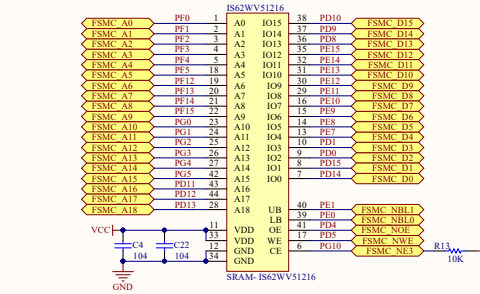 IS62WV51216
FSMC_A0 PF0 1 A0 IO15 38 PD10 FSMC_D15
FSMC_A1 PF1 2 A1 IO14 37 PD9 FSMC_D14
FSMC_A2 PF2 3 A2 IO13 36 PD8 FSMC_D13
FSMC_A3 PF3 4 A3 IO12 35 PE15 FSMC_D12
FSMC_A4 PF4 5 A4 IO11 32 PE14 FSMC_D11
FSMC_A5 PF5 18 A5 IO10 31 PE13 FSMC_D10
FSMC_A6 PF12 19 A6 IO9 30 PE12 FSMC_D9
FSMC_A7 PF13 20 A7 IO8 29 PE11 FSMC_D8
FSMC_A8 PF14 21 A8 IO7 16 PE10 FSMC_D7
FSMC_A9 PF15 22 A9 IO6 15 PE9 FSMC_D6
FSMC_A10 PG0 23 A10 IO5 14 PE8 FSMC_D5
FSMC_A11 PG1 24 A11 IO4 13 PE7 FSMC_D4
FSMC_A12 PG2 25 A12 IO3 10 PD1 FSMC_D3
FSMC_A13 PG3 26 A13 IO2 9 PD0 FSMC_D2
FSMC_A14 PG4 27 A14 IO1 8 PD15 FSMC_D1
FSMC_A15 PG5 42 A15 IO0 7 PD14 FSMC_D0
FSMC_A16 PD11 43 A16
FSMC_A17 PD12 44 A17
FSMC_A18 PD13 28 A18 UB 40 PE1 FSMC_NBL1
LB 39 PE0 FSMC_NBL0
VCC 11 VDD OE 41 PD4 FSMC_NOE
33 VDD WE 17 PD5 FSMC_NWE
C4 C22 12 GND CE 6 PG10 FSMC_NE3 R13
104 104 34 GND 10K
SRAM- IS62WV51216
GND